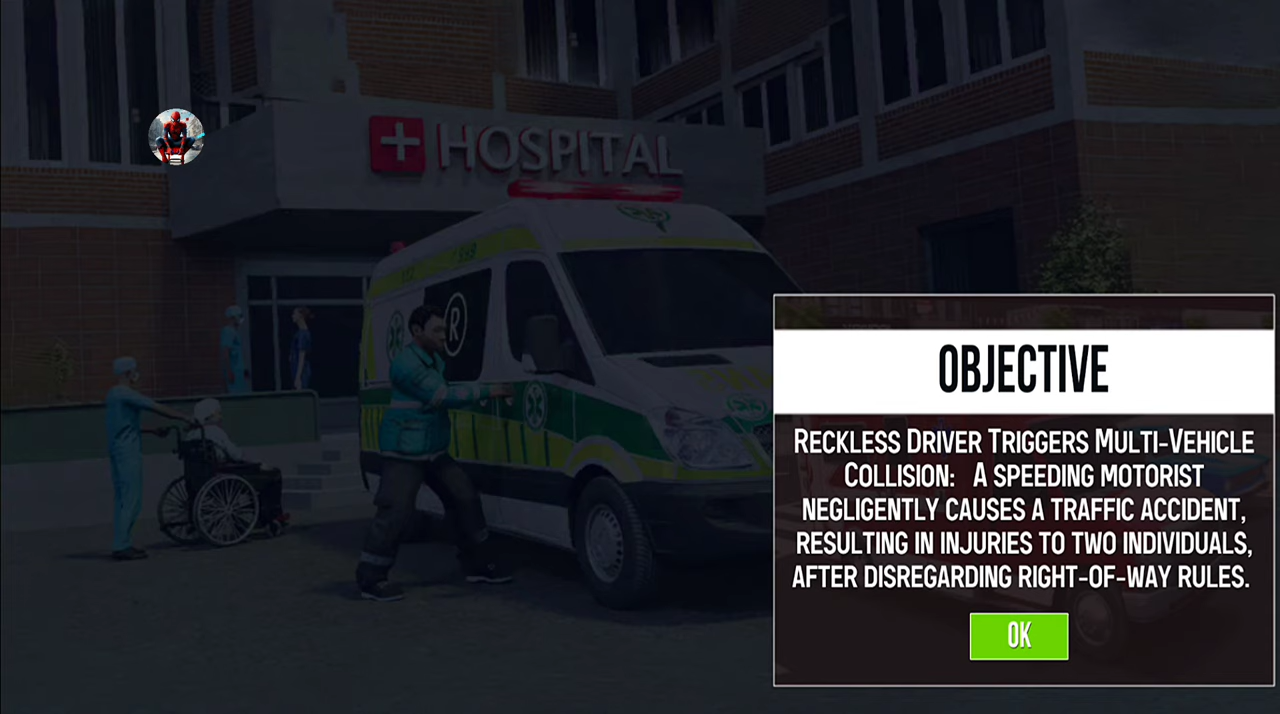 HOSPITAL
R
OBJECTIVE
RECKLESS DRIVER TRIGGERS MULTI-VEHICLE
COLLISION: A SPEEDING MOTORIST
NEGLIGENTLY CAUSES A TRAFFIC ACCIDENT,
RESULTING IN INJURIES TO TWO INDIVIDUALS,
AFTER DISREGARDING RIGHT-OF-WAY RULES.
OK